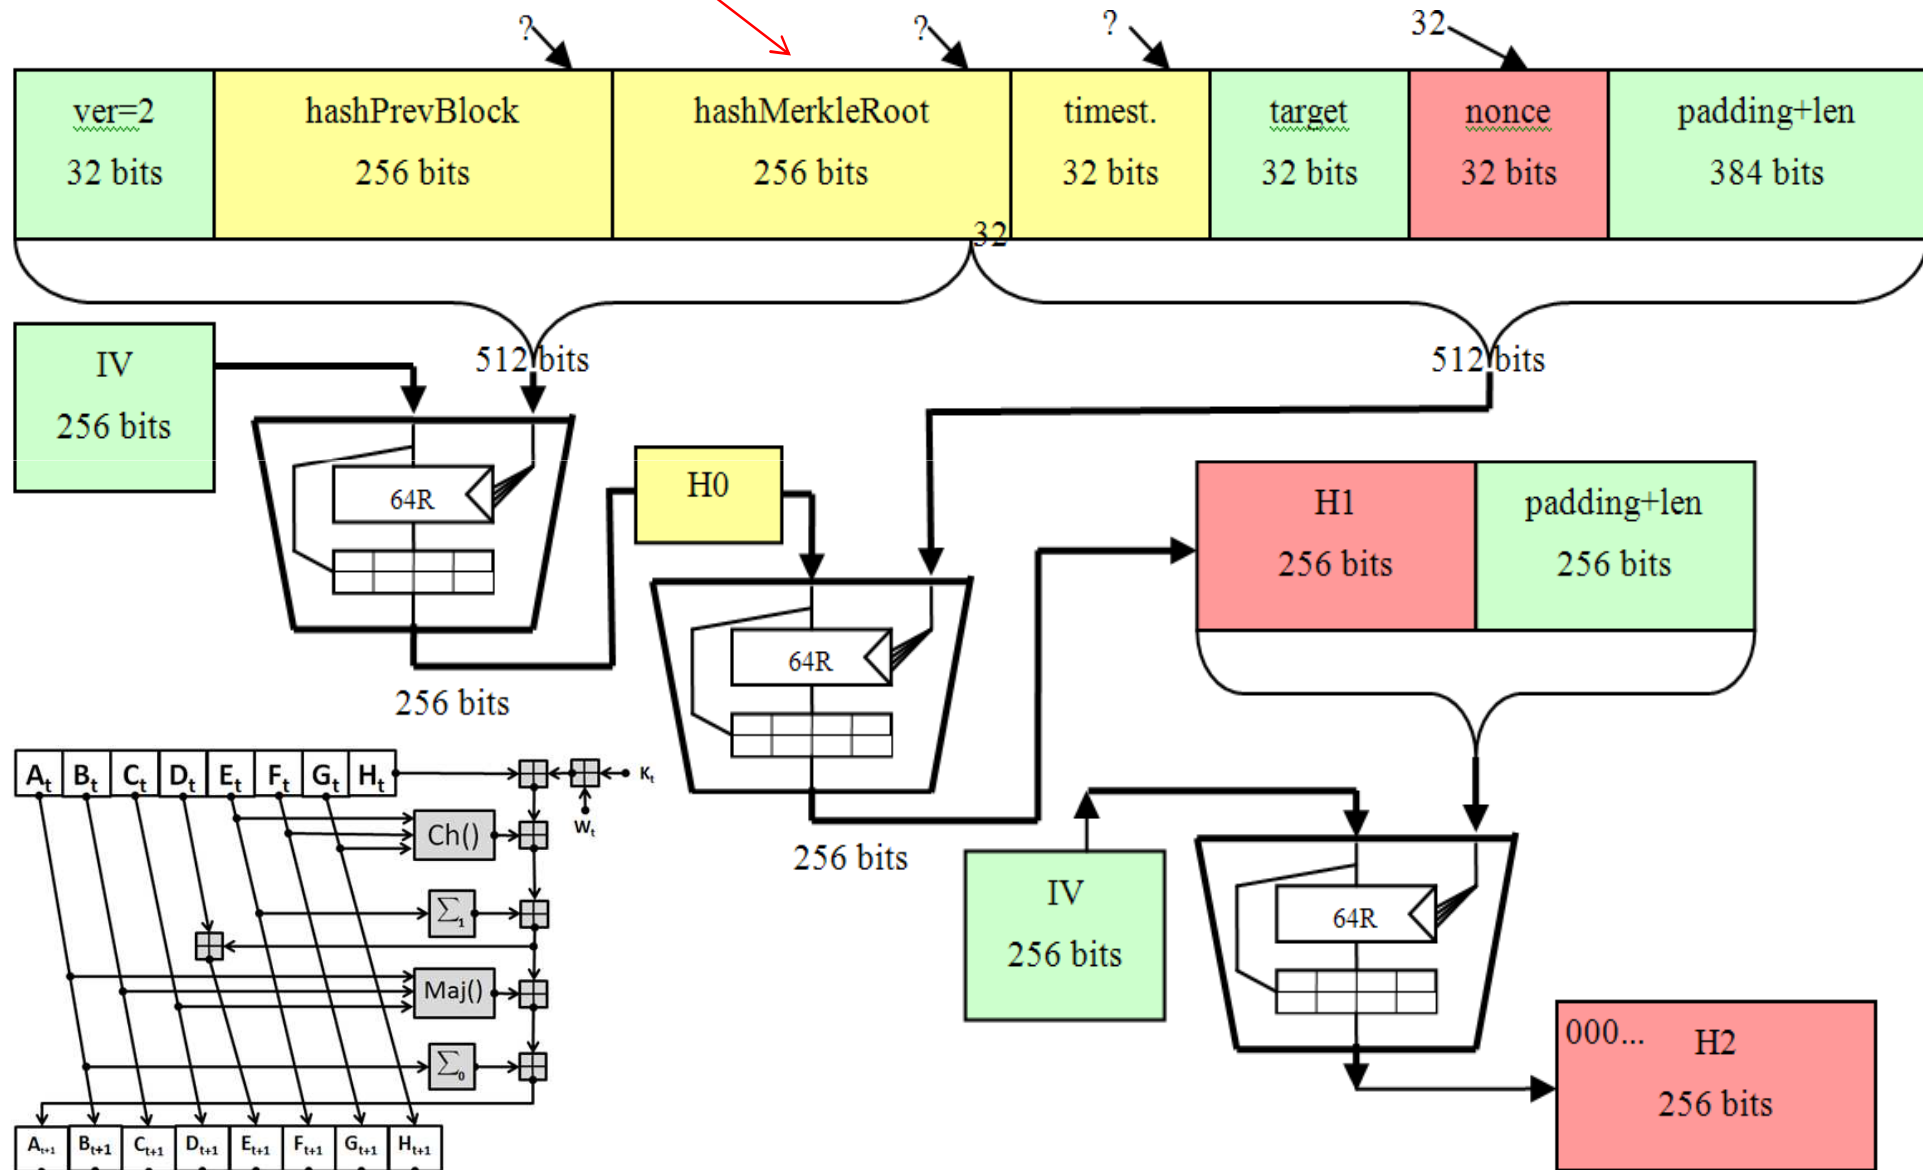 ? ? ? 32
ver=2 hashPrevBlock hashMerkleRoot timest. target nonce padding+len
32 bits 256 bits 256 bits 32 bits 32 bits 32 bits 384 bits
32
IV
256 bits
512 bits
512 bits
64R
H0
256 bits
64R
256 bits
H1 padding+len
256 bits 256 bits
IV
256 bits
64R
000... H2
256 bits
Aₜ Bₜ Cₜ Dₜ Eₜ Fₜ Gₜ Hₜ
Kₜ
Wₜ
Ch()
Σ₁
Maj()
Σ₀
Aₜ₊₁ Bₜ₊₁ Cₜ₊₁ Dₜ₊₁ Eₜ₊₁ Fₜ₊₁ Gₜ₊₁ Hₜ₊₁